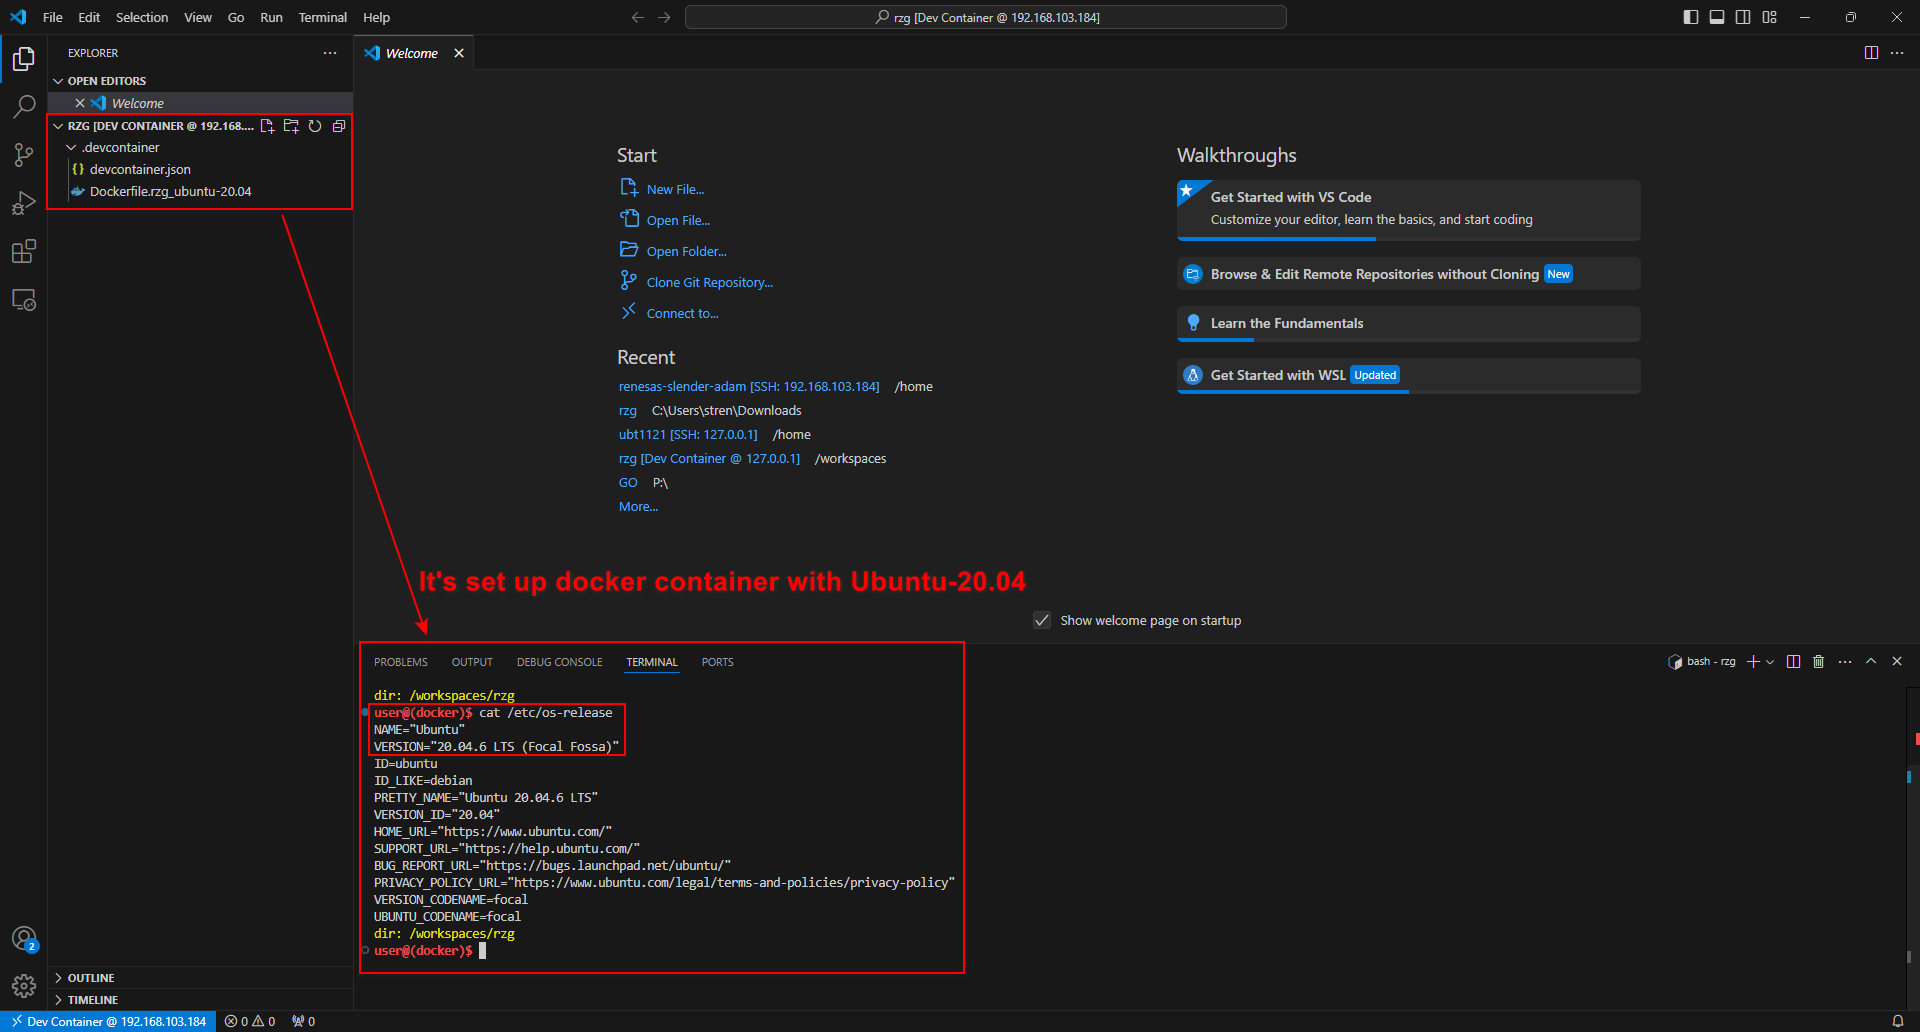 File Edit Selection View Go Run Terminal Help
rzg [Dev Container @ 192.168.103.184]
EXPLORER
OPEN EDITORS
Welcome
RZG [DEV CONTAINER @ 192.168....
.devcontainer
devcontainer.json
Dockerfile.rzg_ubuntu-20.04
OUTLINE
TIMELINE
Welcome
Start
New File...
Open File...
Open Folder...
Clone Git Repository...
Connect to...
Recent
renesas-slender-adam [SSH: 192.168.103.184] /home
rzg C:\Users\stren\Downloads
ubt1121 [SSH: 127.0.0.1] /home
rzg [Dev Container @ 127.0.0.1] /workspaces
GO P:\
More...
Walkthroughs
Get Started with VS Code
Customize your editor, learn the basics, and start coding
Browse & Edit Remote Repositories without Cloning New
Learn the Fundamentals
Get Started with WSL Updated
It's set up docker container with Ubuntu-20.04
Show welcome page on startup
PROBLEMS OUTPUT DEBUG CONSOLE TERMINAL PORTS
bash - rzg
dir: /workspaces/rzg
user@(docker)$ cat /etc/os-release
NAME="Ubuntu"
VERSION="20.04.6 LTS (Focal Fossa)"
ID=ubuntu
ID_LIKE=debian
PRETTY_NAME="Ubuntu 20.04.6 LTS"
VERSION_ID="20.04"
HOME_URL="https://www.ubuntu.com/"
SUPPORT_URL="https://help.ubuntu.com/"
BUG_REPORT_URL="https://bugs.launchpad.net/ubuntu/"
PRIVACY_POLICY_URL="https://www.ubuntu.com/legal/terms-and-policies/privacy-policy"
VERSION_CODENAME=focal
UBUNTU_CODENAME=focal
dir: /workspaces/rzg
user@(docker)$
2
Dev Container @ 192.168.103.184 0 0 0